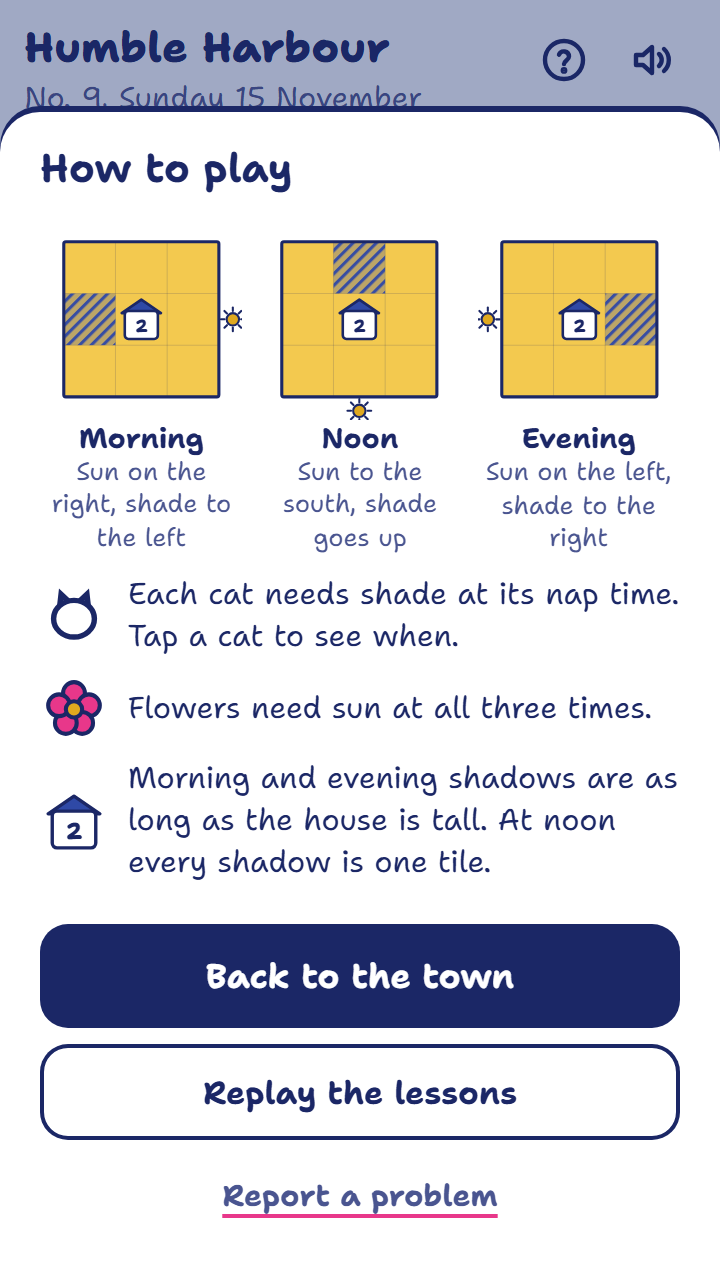 Humble Harbour
No. 9. Sunday 15 November
How to play
2
2
2
Morning
Sun on the
right, shade to
the left
Noon
Sun to the
south, shade
goes up
Evening
Sun on the left,
shade to the
right
Each cat needs shade at its nap time.
Tap a cat to see when.
Flowers need sun at all three times.
2
Morning and evening shadows are as
long as the house is tall. At noon
every shadow is one tile.
Back to the town
Replay the lessons
Report a problem